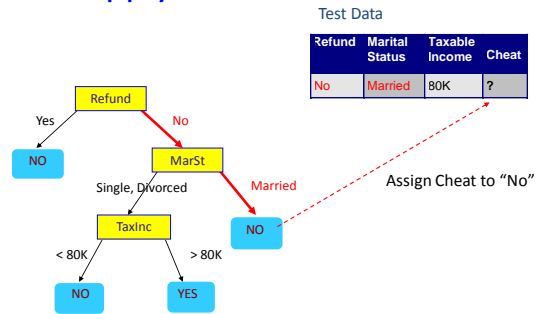 Test Data
Refund Marital Status Taxable Income Cheat
No Married 80K ?
Refund
Yes
No
NO
MarSt
Single, Divorced
Married
Assign Cheat to “No”
TaxInc
NO
< 80K
> 80K
NO
YES